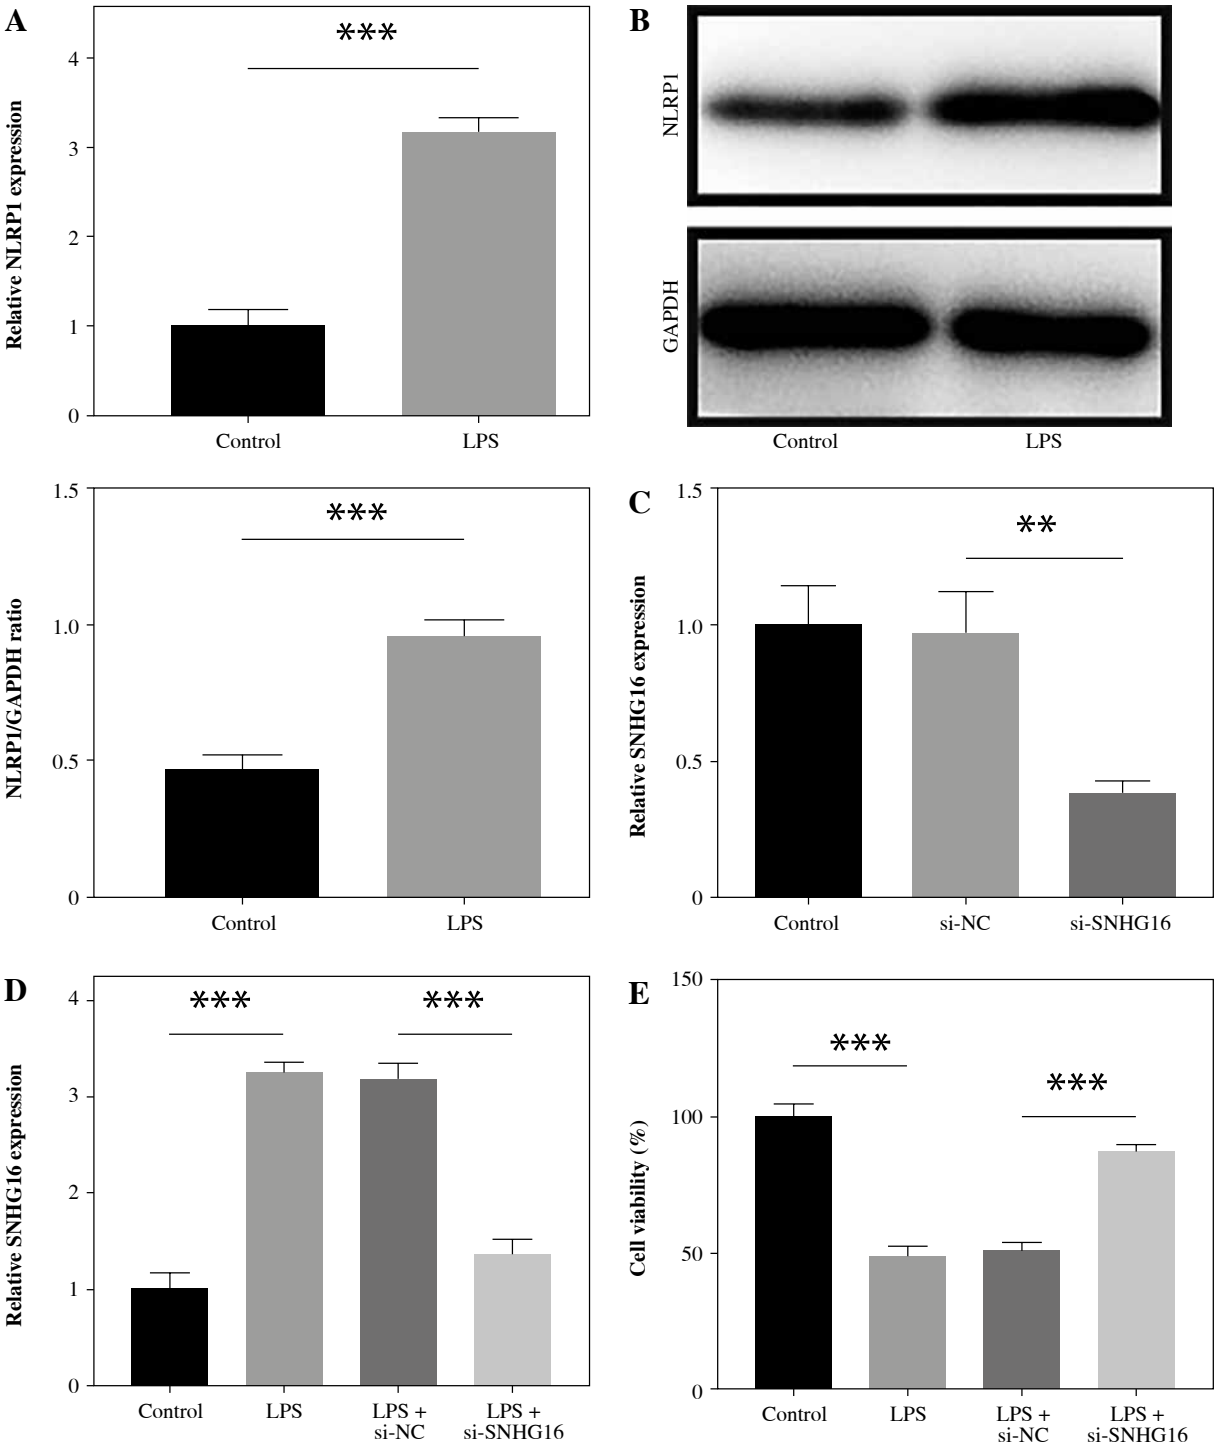 A
Relative NLRP1 expression
4
3
2
1
0
***
Control
LPS
B
NLRP1
GAPDH
Control
LPS
NLRP1/GAPDH ratio
1.5
1.0
0.5
0
***
Control
LPS
C
Relative SNHG16 expression
1.5
1.0
0.5
0
**
Control
si-NC
si-SNHG16
D
Relative SNHG16 expression
4
3
2
1
0
***
***
Control
LPS
LPS +
si-NC
LPS +
si-SNHG16
E
Cell viability (%)
150
100
50
0
***
***
Control
LPS
LPS +
si-NC
LPS +
si-SNHG16